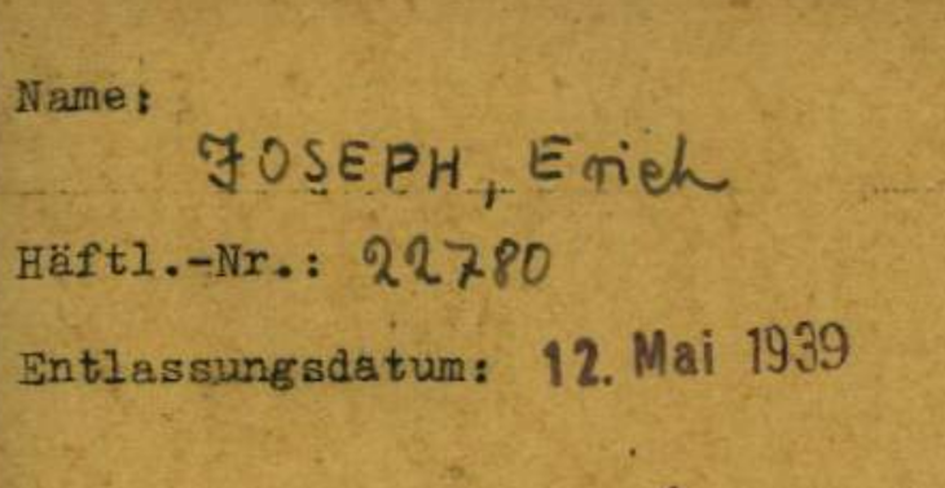 Name:
JOSEPH, Erich
Häftl.-Nr.: 22780
Entlassungsdatum: 12. Mai 1939